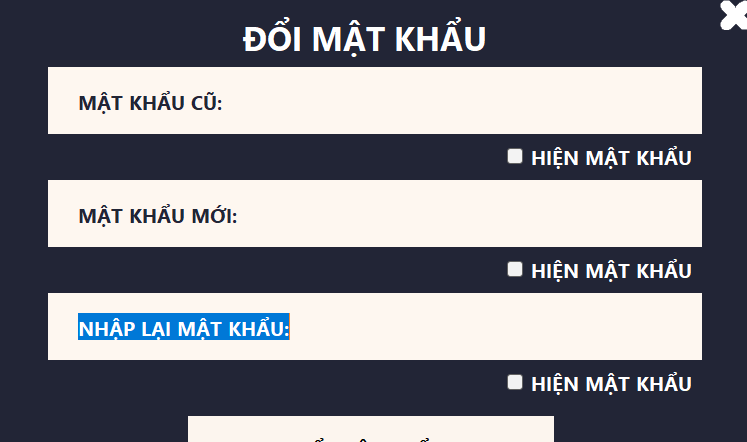 ĐỔI MẬT KHẨU
MẬT KHẨU CŨ:
HIỆN MẬT KHẨU
MẬT KHẨU MỚI:
HIỆN MẬT KHẨU
NHẬP LẠI MẬT KHẨU:
HIỆN MẬT KHẨU